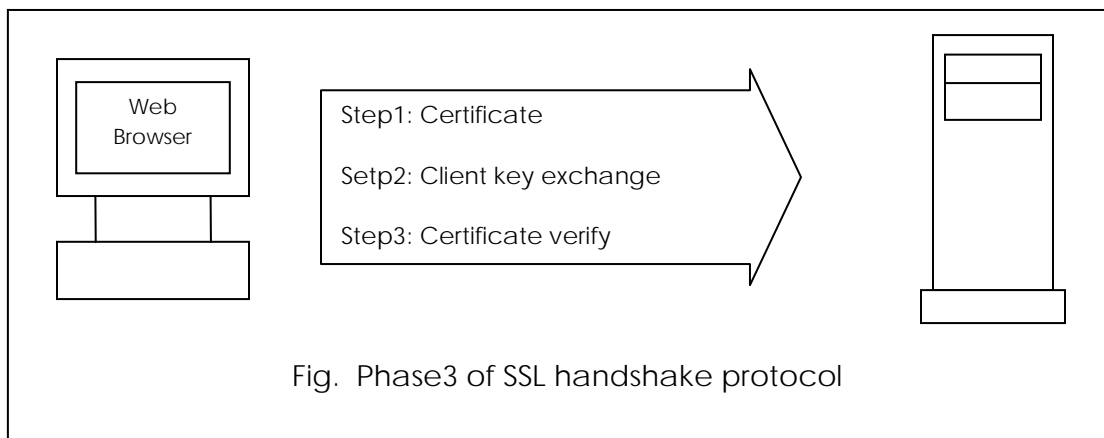 Web
Browser
Step1: Certificate
Setp2: Client key exchange
Step3: Certificate verify
Fig. Phase3 of SSL handshake protocol